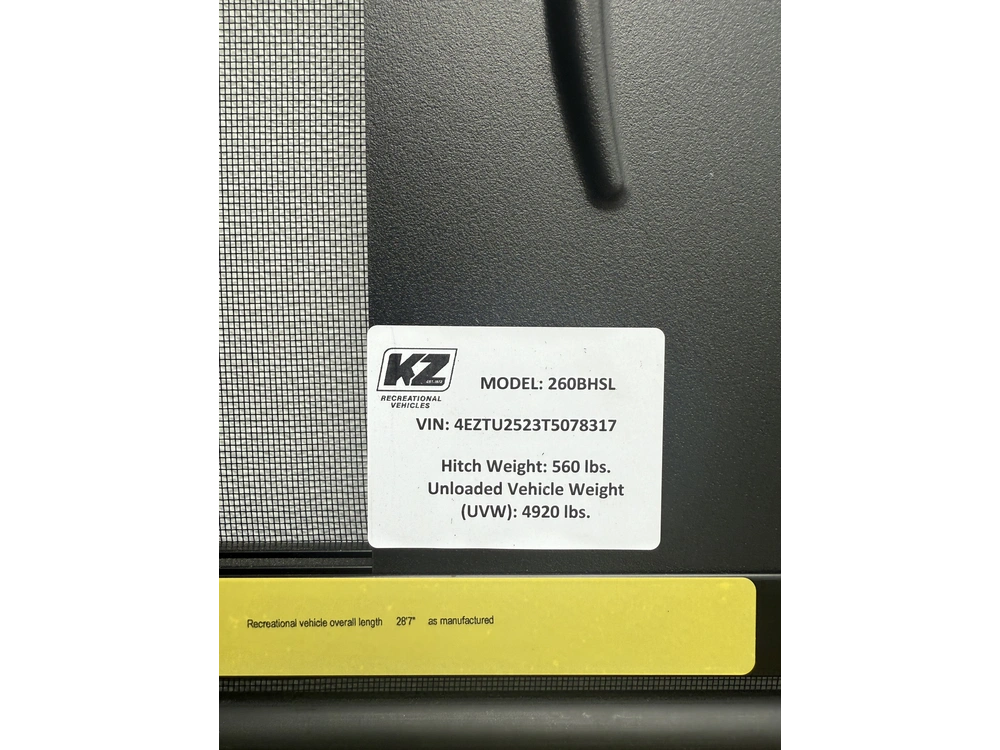 KZ
RECREATIONAL
VEHICLES
MODEL: 260BHSL
VIN: 4EZTU2523T5078317
Hitch Weight: 560 lbs.
Unloaded Vehicle Weight
(UVW): 4920 lbs.
Recreational vehicle overall length 28'7" as manufactured